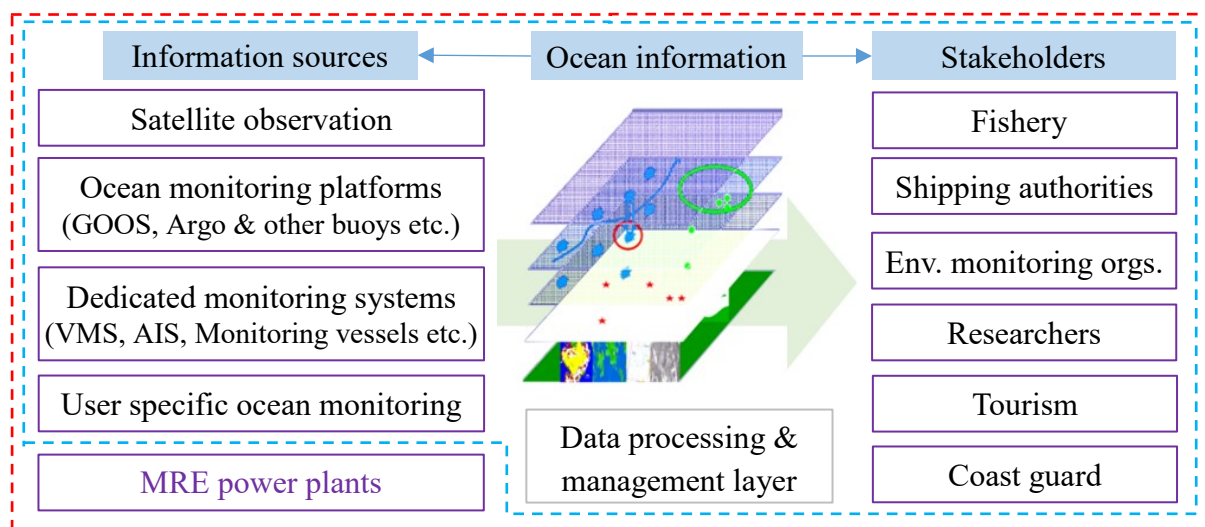 Information sources
Ocean information
Stakeholders
Satellite observation
Ocean monitoring platforms
(GOOS, Argo & other buoys etc.)
Dedicated monitoring systems
(VMS, AIS, Monitoring vessels etc.)
User specific ocean monitoring
MRE power plants
Data processing &
management layer
Fishery
Shipping authorities
Env. monitoring orgs.
Researchers
Tourism
Coast guard